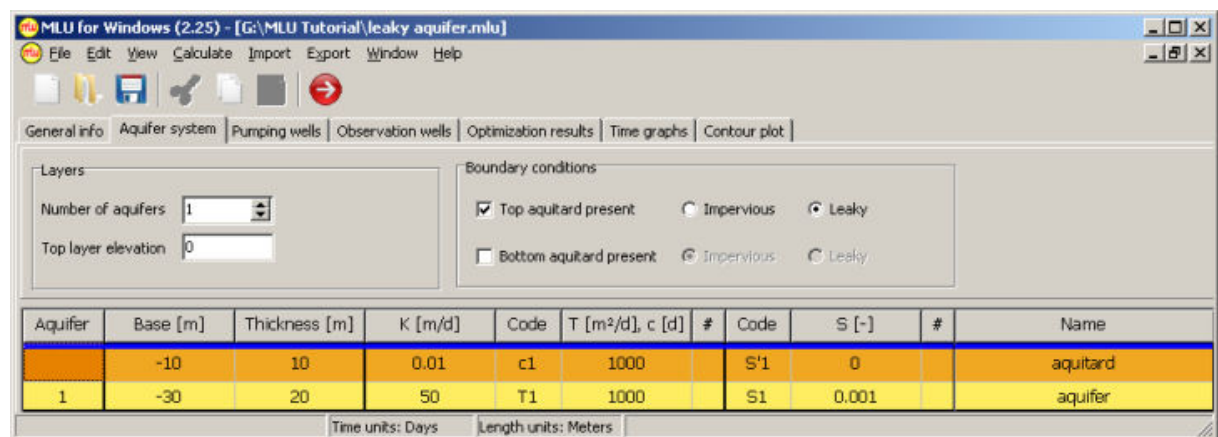 MLU for Windows (2.25) - [G:\MLU Tutorial\leaky aquifer.mlu]
File Edit View Calculate Import Export Window Help
General info Aquifer system Pumping wells Observation wells Optimization results Time graphs Contour plot
Layers Boundary conditions
Number of aquifers 1 Top aquitard present Impervious Leaky
Top layer elevation 0 Bottom aquitard present Impervious Leaky
Aquifer Base [m] Thickness [m] K [m/d] Code T [m²/d], c [d] # Code S [-] # Name
-10 10 0.01 c1 1000 S'1 0 aquitard
1 -30 20 50 T1 1000 S1 0.001 aquifer
Time units: Days Length units: Meters